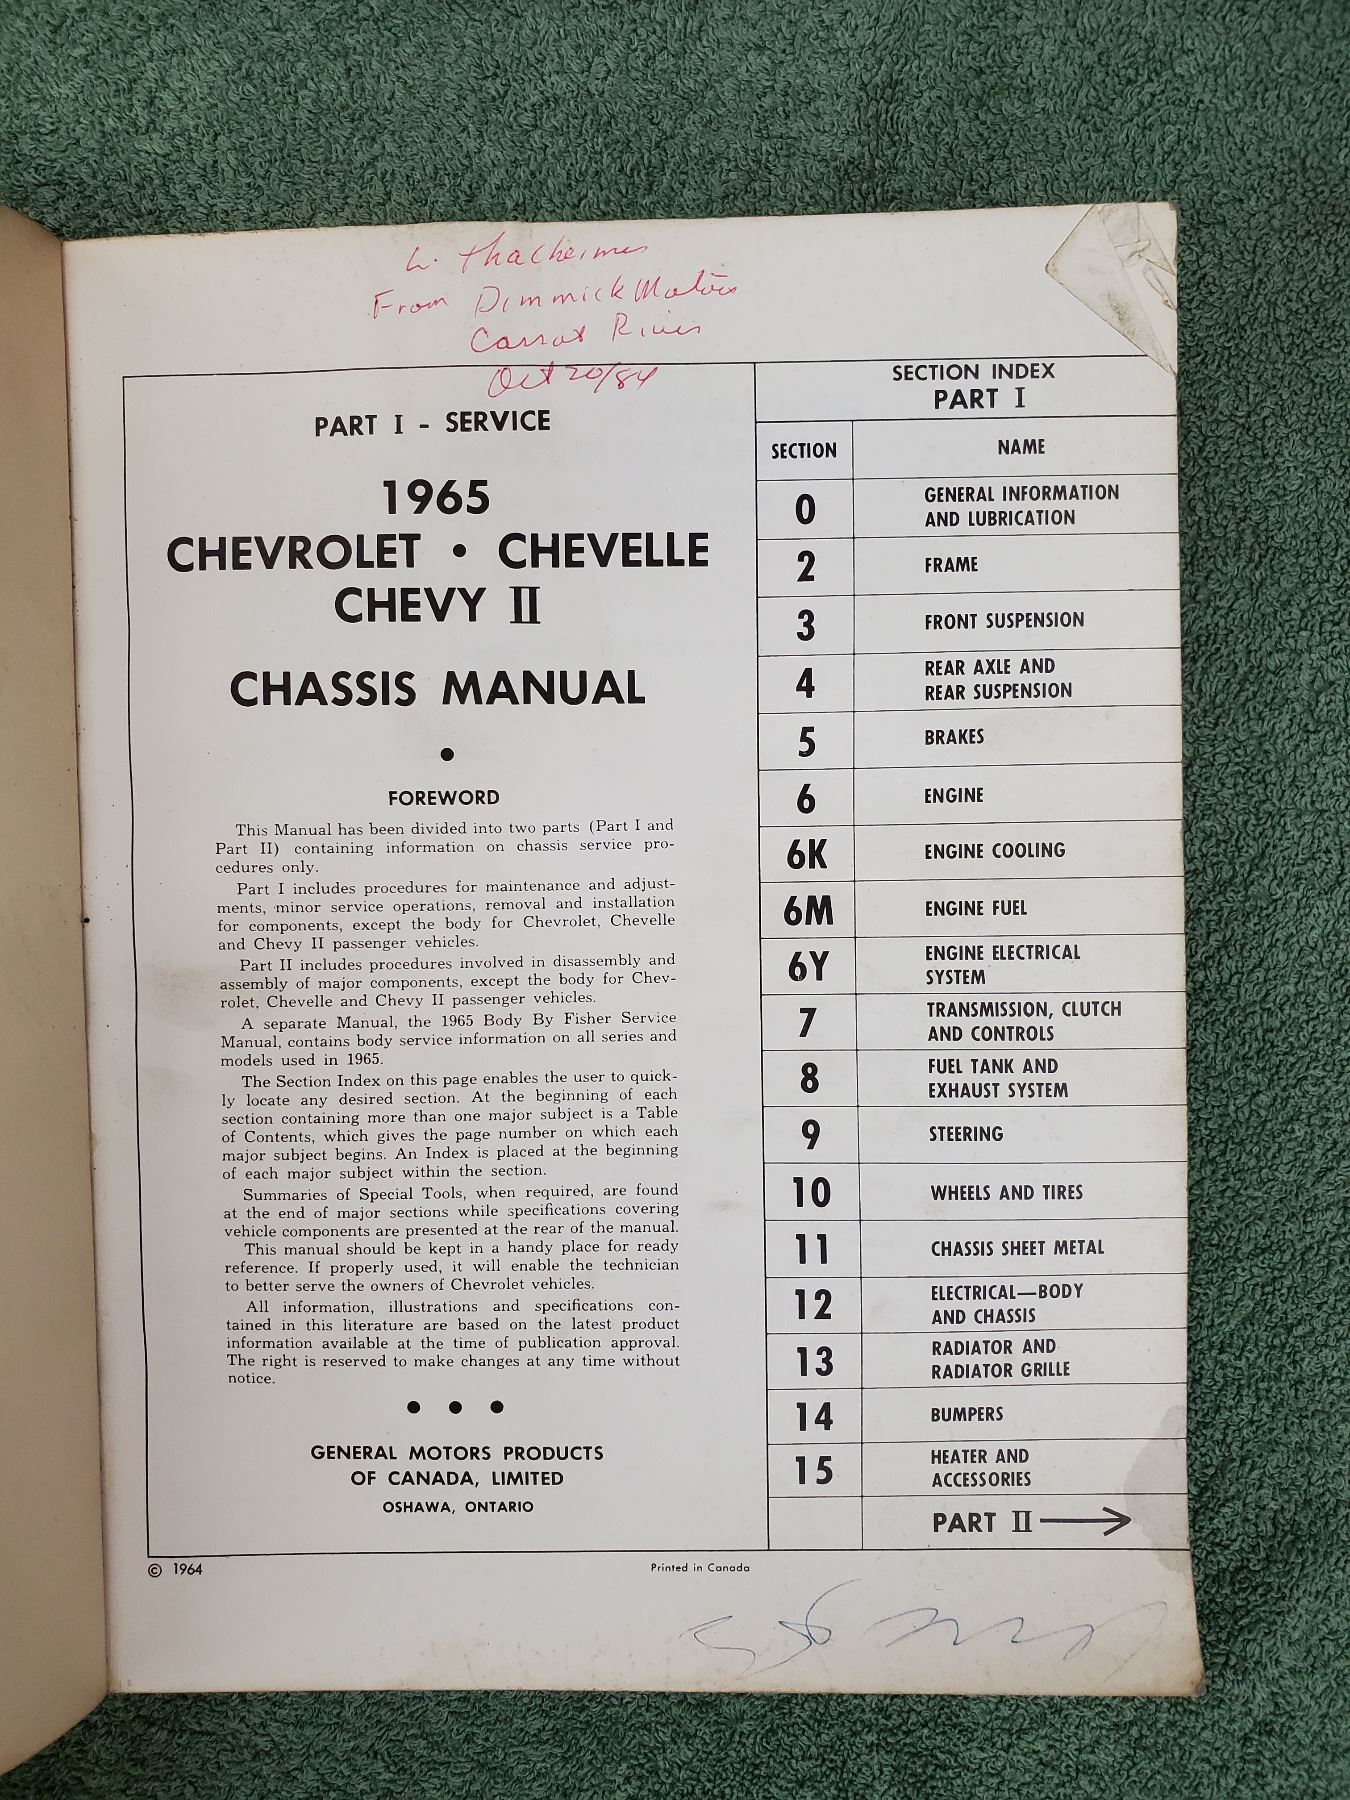 From Dimmick Motors
Carrot River
Oct 20/84
PART I - SERVICE
1965
CHEVROLET • CHEVELLE
CHEVY II
CHASSIS MANUAL
•
FOREWORD
This Manual has been divided into two parts (Part I and
Part II) containing information on chassis service pro-
cedures only.
Part I includes procedures for maintenance and adjust-
ments, minor service operations, removal and installation
for components, except the body for Chevrolet, Chevelle
and Chevy II passenger vehicles.
Part II includes procedures involved in disassembly and
assembly of major components, except the body for Chev-
rolet, Chevelle and Chevy II passenger vehicles.
A separate Manual, the 1965 Body By Fisher Service
Manual, contains body service information on all series and
models used in 1965.
The Section Index on this page enables the user to quick-
ly locate any desired section. At the beginning of each
section containing more than one major subject is a Table
of Contents, which gives the page number on which each
major subject begins. An Index is placed at the beginning
of each major subject within the section.
Summaries of Special Tools, when required, are found
at the end of major sections while specifications covering
vehicle components are presented at the rear of the manual.
This manual should be kept in a handy place for ready
reference. If properly used, it will enable the technician
to better serve the owners of Chevrolet vehicles.
All information, illustrations and specifications con-
tained in this literature are based on the latest product
information available at the time of publication approval.
The right is reserved to make changes at any time without
notice.
• • •
GENERAL MOTORS PRODUCTS
OF CANADA, LIMITED
OSHAWA, ONTARIO
SECTION INDEX
PART I
SECTION NAME
0 GENERAL INFORMATION
AND LUBRICATION
2 FRAME
3 FRONT SUSPENSION
4 REAR AXLE AND
REAR SUSPENSION
5 BRAKES
6 ENGINE
6K ENGINE COOLING
6M ENGINE FUEL
6Y ENGINE ELECTRICAL
SYSTEM
7 TRANSMISSION, CLUTCH
AND CONTROLS
8 FUEL TANK AND
EXHAUST SYSTEM
9 STEERING
10 WHEELS AND TIRES
11 CHASSIS SHEET METAL
12 ELECTRICAL—BODY
AND CHASSIS
13 RADIATOR AND
RADIATOR GRILLE
14 BUMPERS
15 HEATER AND
ACCESSORIES
PART II →
© 1964
Printed in Canada